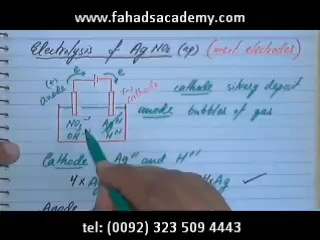 www.fahadsacademy.com
Electrolysis of AgNO3 (aq) (inert electrodes)
e e
(+) anode (-) cathode
cathode silvery deposit
anode bubbles of gas
NO3⁻ Ag⁺
OH⁻ H⁺
Cathode Ag⁺ and H⁺
4 x Ag
Anode
tel: (0092) 323 509 4443